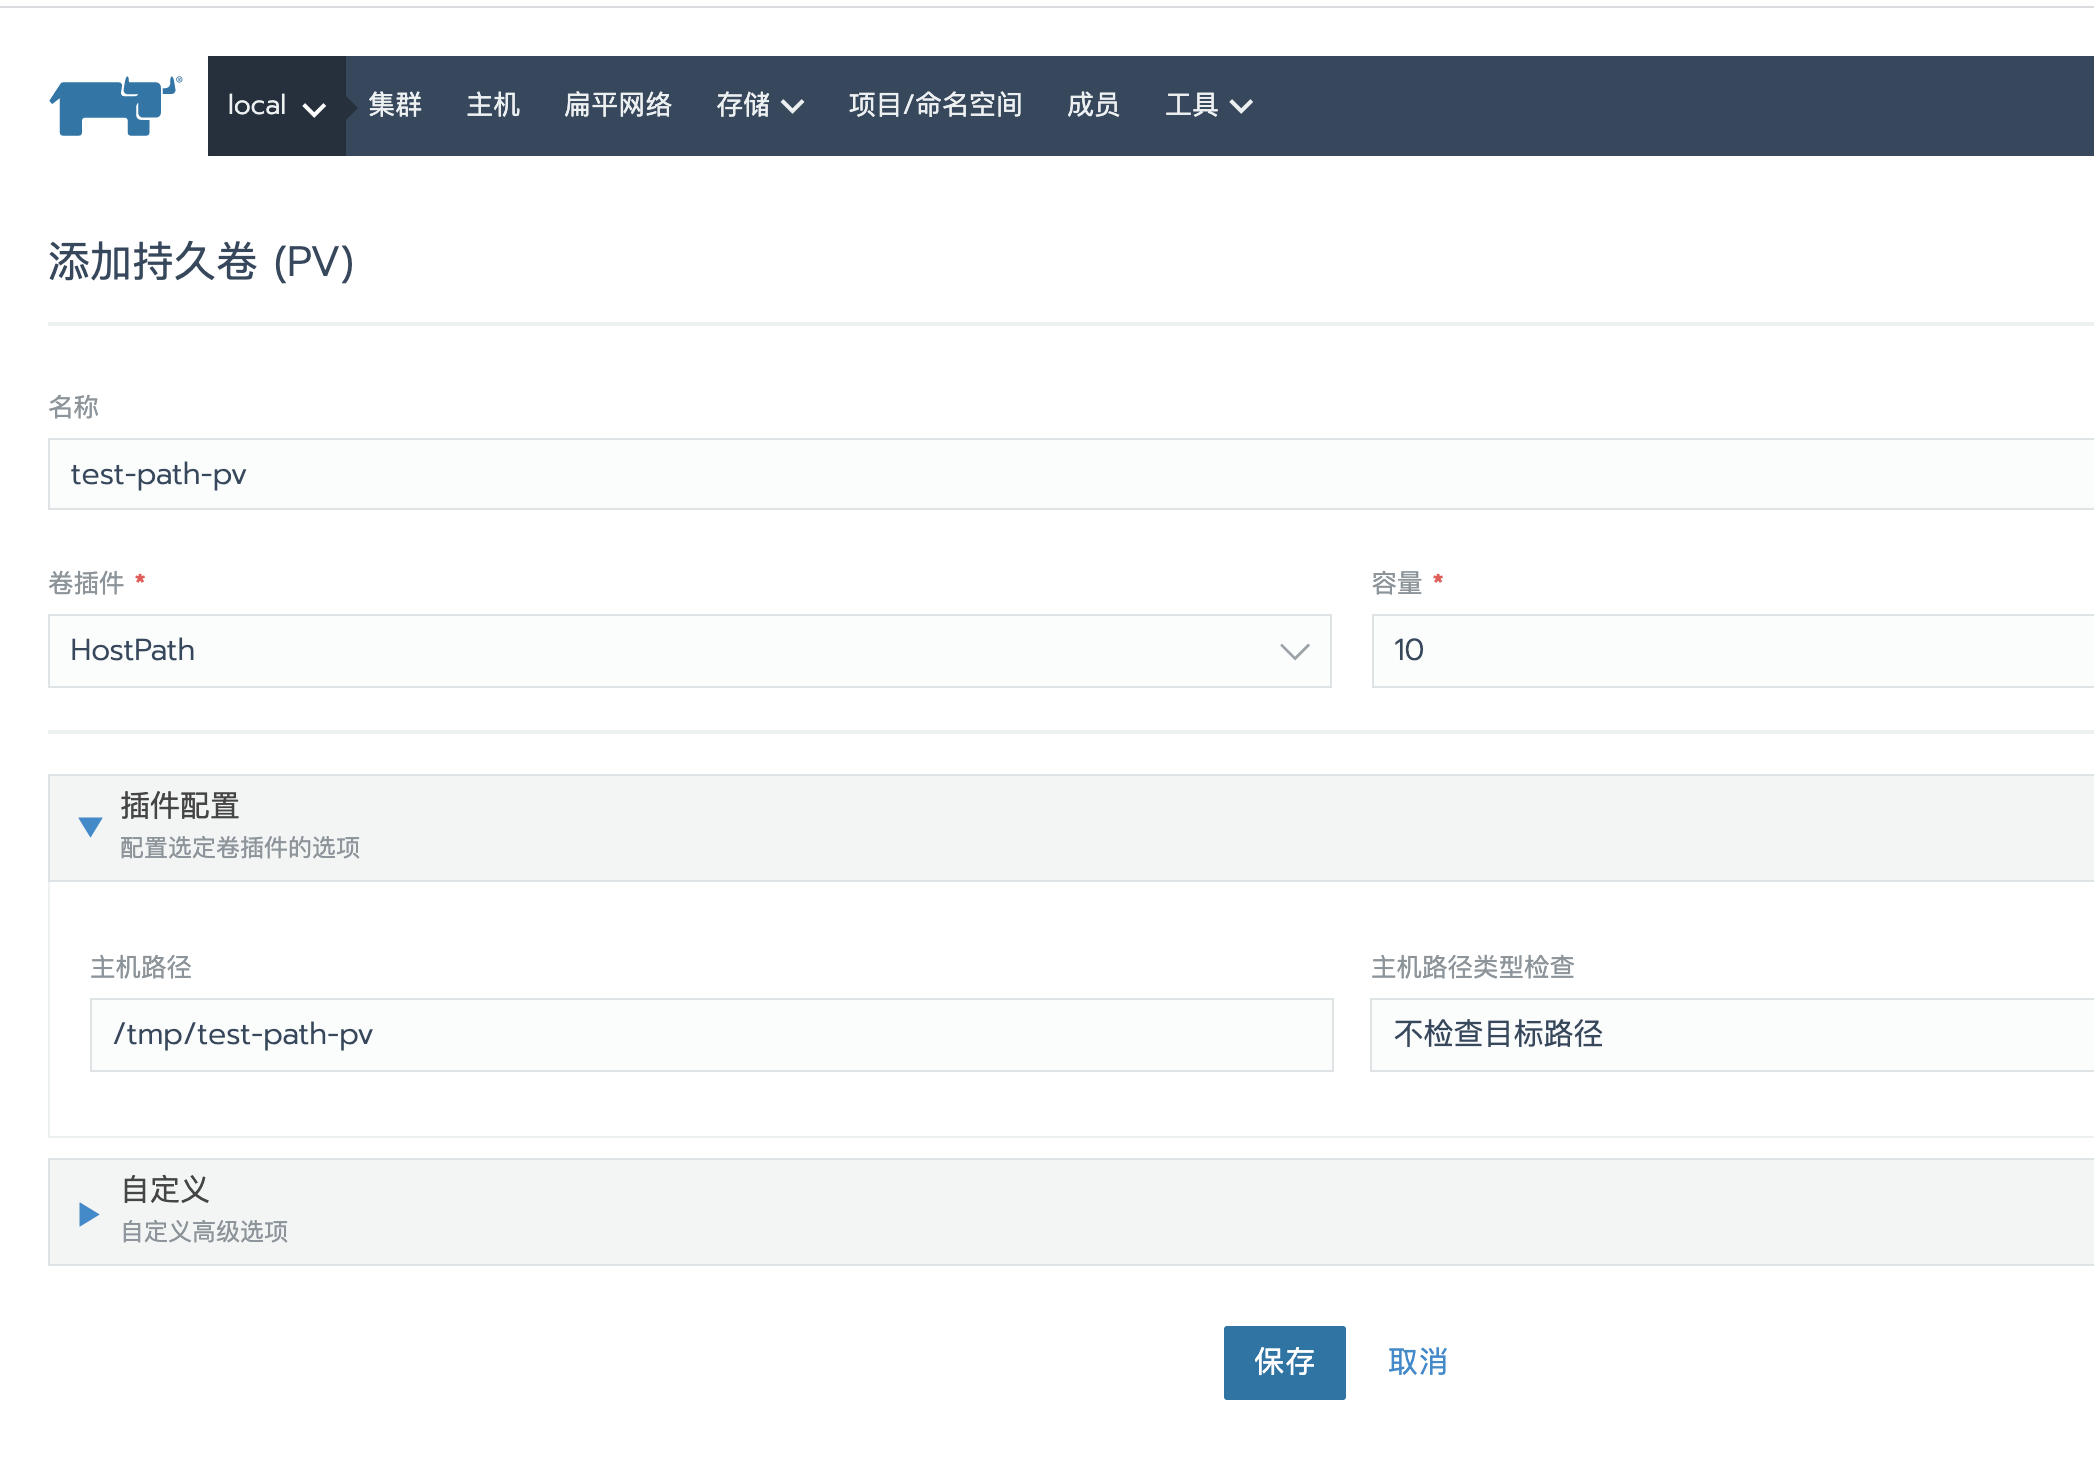 local 集群 主机 扁平网络 存储 项目/命名空间 成员 工具
添加持久卷 (PV)
名称
test-path-pv
卷插件 * 容量 *
HostPath 10
插件配置
配置选定卷插件的选项
主机路径 主机路径类型检查
/tmp/test-path-pv 不检查目标路径
自定义
自定义高级选项
保存 取消